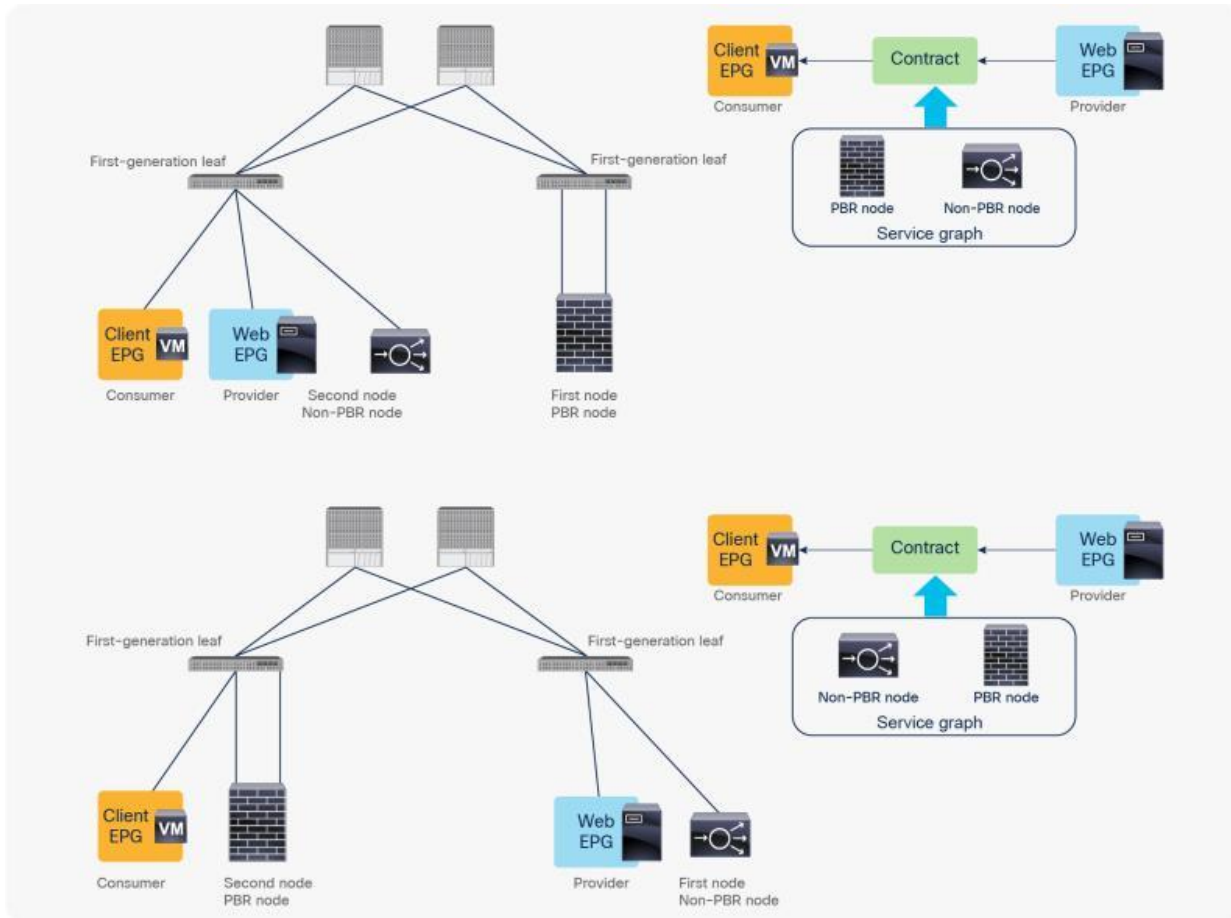 Client
EPG
VM
Consumer
Contract
Web
EPG
Provider
First-generation leaf
First-generation leaf
PBR node
Non-PBR node
Service graph
Client
EPG
VM
Web
EPG
Consumer
Provider
Second node
Non-PBR node
First node
PBR node
Client
EPG
VM
Consumer
Contract
Web
EPG
Provider
First-generation leaf
First-generation leaf
Non-PBR node
PBR node
Service graph
Client
EPG
VM
Web
EPG
Consumer
Second node
PBR node
Provider
First node
Non-PBR node